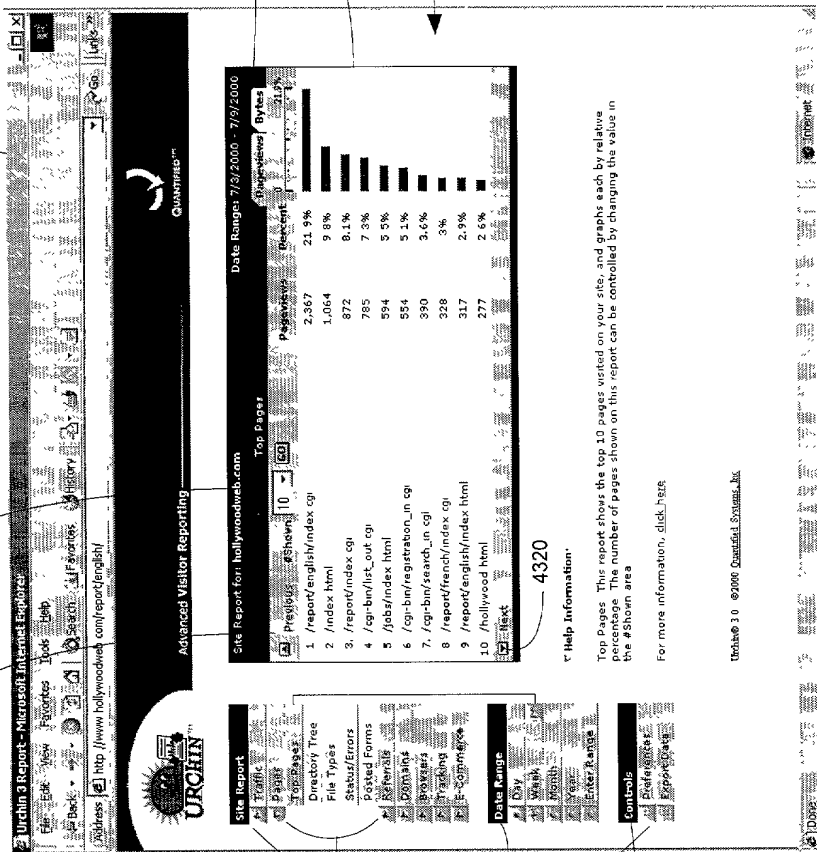 Urchin 3 Report - Microsoft Internet Explorer
File Edit View Favorites Tools Help
Back Search Favorites History
Address http //www hollywoodweb com/report/english/ Go Links »
URCHIN™
Advanced Visitor Reporting
QUANTIFIED™
Site Report
Traffic
Pages
Top Pages
Directory Tree
File Types
Status/Errors
Posted Forms
Referrals
Domains
Browsers
Tracking
E-Commerce
Date Range
Day
Week
Month
Year
Enter Range
Controls
Preferences
Export Data
Site Report for: hollywoodweb.com Date Range: 7/3/2000 - 7/9/2000
Top Pages Pageviews Bytes
Previous #Shown 10 GO Pageviews Percent 0 21.9%
1 /report/english/index cgi 2,367 21 9%
2 /index html 1,064 9 8%
3. /report/index cgi 872 8.1%
4 /cgi-bin/list_out cgi 785 7 3%
5 /jobs/index html 594 5 5%
6 /cgi-bin/registration_in cgi 554 5 1%
7. /cgi-bin/search_in cgi 390 3.6%
8 /report/french/index cgi 328 3%
9 /report/english/index html 317 2.9%
10 /hollywood html 277 2 6%
Next
4320
Help Information:
Top Pages This report shows the top 10 pages visited on your site, and graphs each by relative
percentage The number of pages shown on this report can be controlled by changing the value in
the #Shown area
For more information, click here
Urchin® 3 0 ©2000 Quantified Systems, Inc
Done Internet